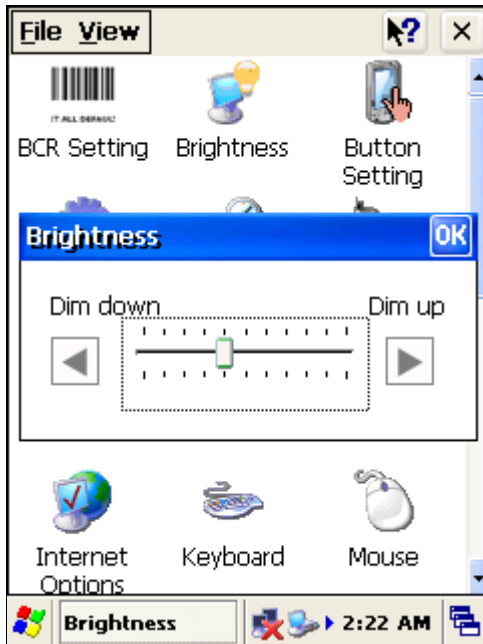 File View
?
BCR Setting
Brightness
Button
Setting
Brightness
OK
Dim down
Dim up
Internet
Options
Keyboard
Mouse
Brightness
2:22 AM